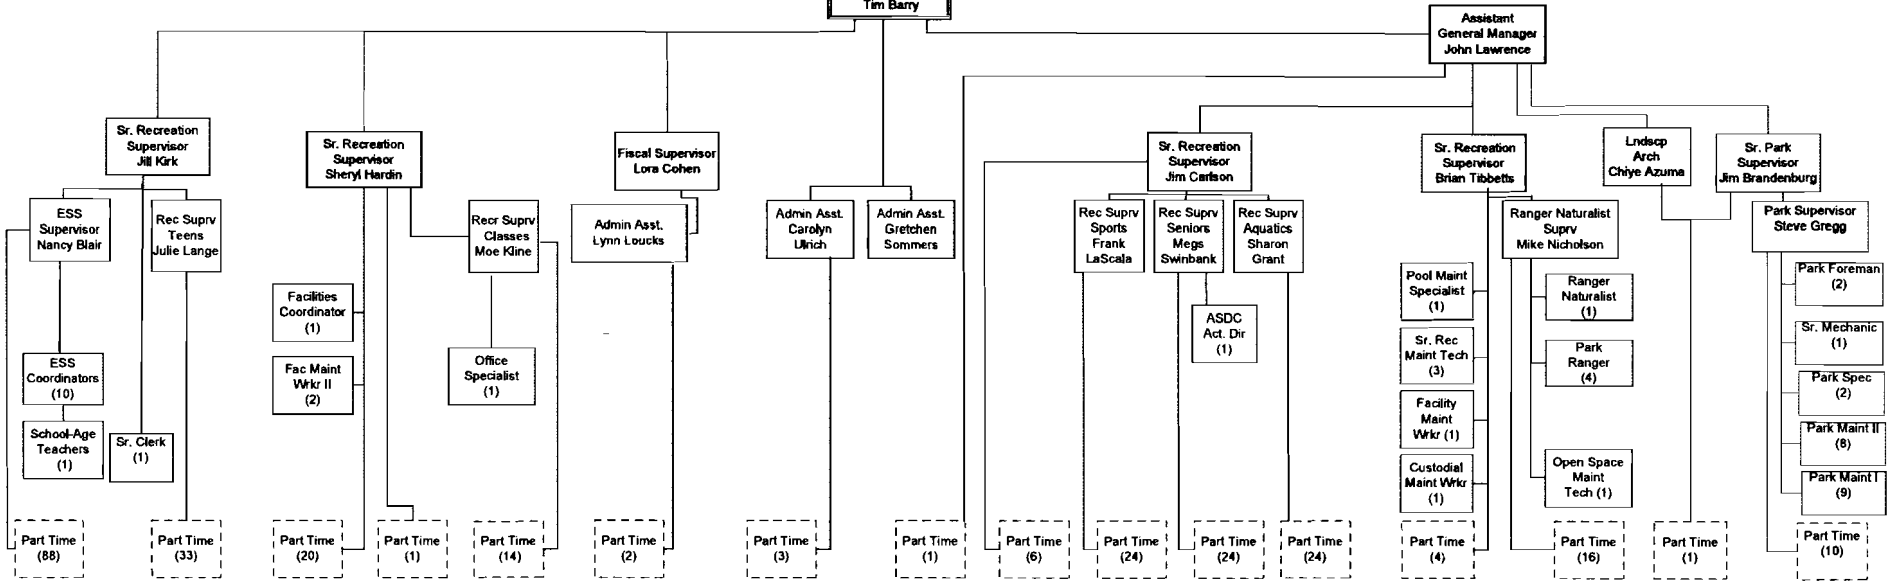 Tim Barry
Assistant
General Manager
John Lawrence
Sr. Recreation
Supervisor
Jill Kirk
Sr. Recreation
Supervisor
Sheryl Hardin
Fiscal Supervisor
Lora Cohen
Sr. Recreation
Supervisor
Jim Carlson
Sr. Recreation
Supervisor
Brian Tibbetts
Lndscp
Arch
Chiye Azuma
Sr. Park
Supervisor
Jim Brandenburg
ESS
Supervisor
Nancy Blair
Rec Suprv
Teens
Julie Lange
Recr Suprv
Classes
Moe Kline
Admin Asst.
Lynn Loucks
Admin Asst.
Carolyn
Ulrich
Admin Asst.
Gretchen
Sommers
Rec Suprv
Sports
Frank
LaScala
Rec Suprv
Seniors
Megs
Swinbank
Rec Suprv
Aquatics
Sharon
Grant
Ranger Naturalist
Suprv
Mike Nicholson
Park Supervisor
Steve Gregg
Facilities
Coordinator
(1)
Fac Maint
Wrkr II
(2)
Office
Specialist
(1)
ASDC
Act. Dir
(1)
Pool Maint
Specialist
(1)
Sr. Rec
Maint Tech
(3)
Facility
Maint
Wrkr (1)
Custodial
Maint Wrkr
(1)
Ranger
Naturalist
(1)
Park
Ranger
(4)
Open Space
Maint
Tech (1)
Park Foreman
(2)
Sr. Mechanic
(1)
Park Spec
(2)
Park Maint II
(8)
Park Maint I
(9)
ESS
Coordinators
(10)
School-Age
Teachers
(1)
Sr. Clerk
(1)
Part Time
(88)
Part Time
(33)
Part Time
(20)
Part Time
(1)
Part Time
(14)
Part Time
(2)
Part Time
(3)
Part Time
(1)
Part Time
(6)
Part Time
(24)
Part Time
(24)
Part Time
(24)
Part Time
(4)
Part Time
(16)
Part Time
(1)
Part Time
(10)